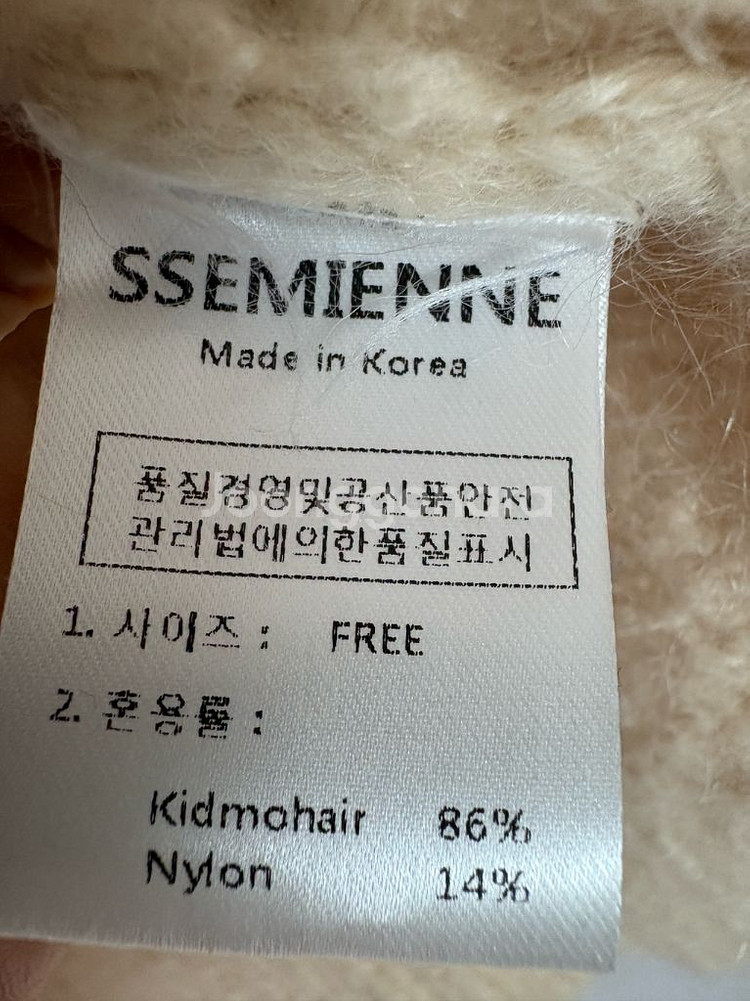 SSEMIENNE
Made in Korea
품질경영및공산품안전
관리법에의한품질표시
1. 사이즈 : FREE
2. 혼용률 :
Kidmohair 86%
Nylon 14%